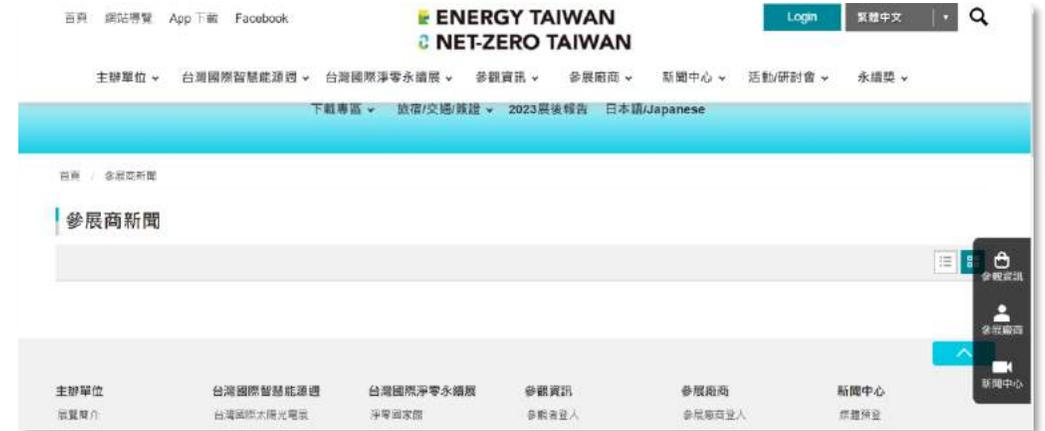 首頁 網站導覽 App 下載 Facebook
ENERGY TAIWAN
NET-ZERO TAIWAN
Login 繁體中文
主辦單位 台灣國際智慧能源週 台灣國際淨零永續展 參觀資訊 參展廠商 新聞中心 活動/研討會 永續獎
下載專區 旅宿/交通/簽證 2023展後報告 日本語/Japanese
首頁 / 參展商新聞
參展商新聞
參觀資訊
參展廠商
新聞中心
主辦單位 台灣國際智慧能源週 台灣國際淨零永續展 參觀資訊 參展廠商 新聞中心
展覽簡介 台灣國際太陽光電展 淨零國家館 參觀者登入 參展廠商登入 媒體預登